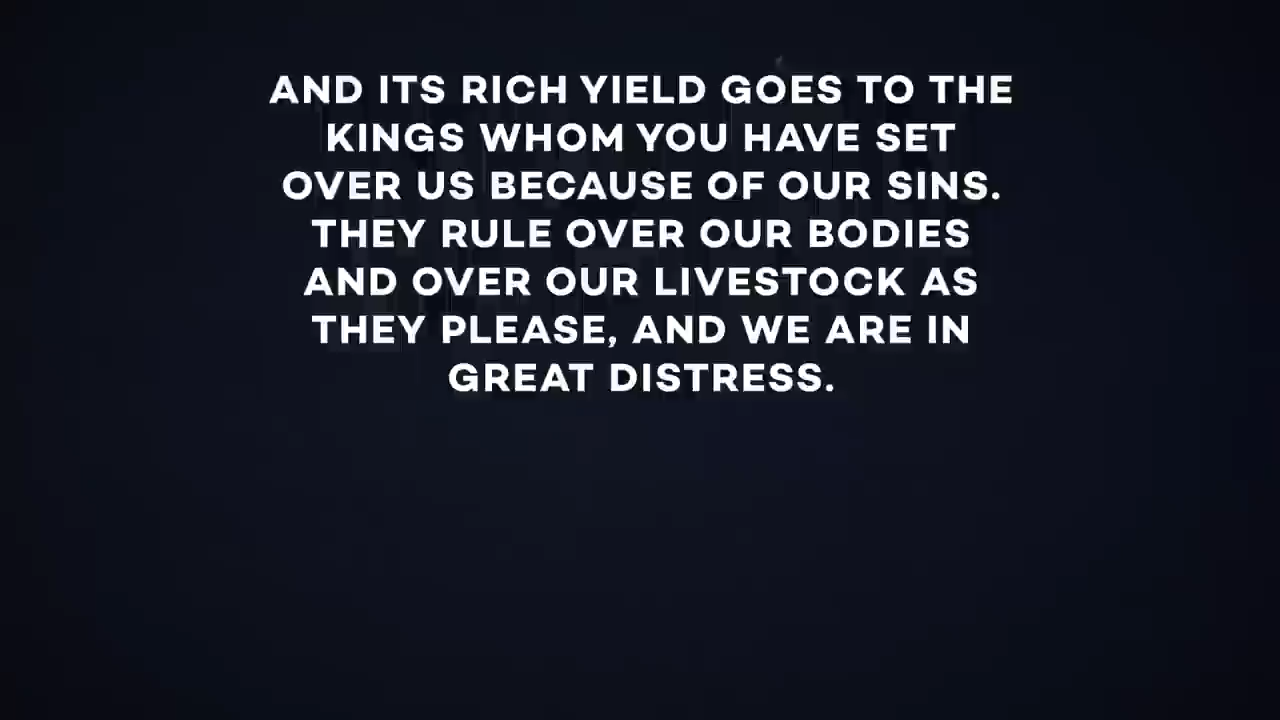 AND ITS RICH YIELD GOES TO THE
KINGS WHOM YOU HAVE SET
OVER US BECAUSE OF OUR SINS.
THEY RULE OVER OUR BODIES
AND OVER OUR LIVESTOCK AS
THEY PLEASE, AND WE ARE IN
GREAT DISTRESS.